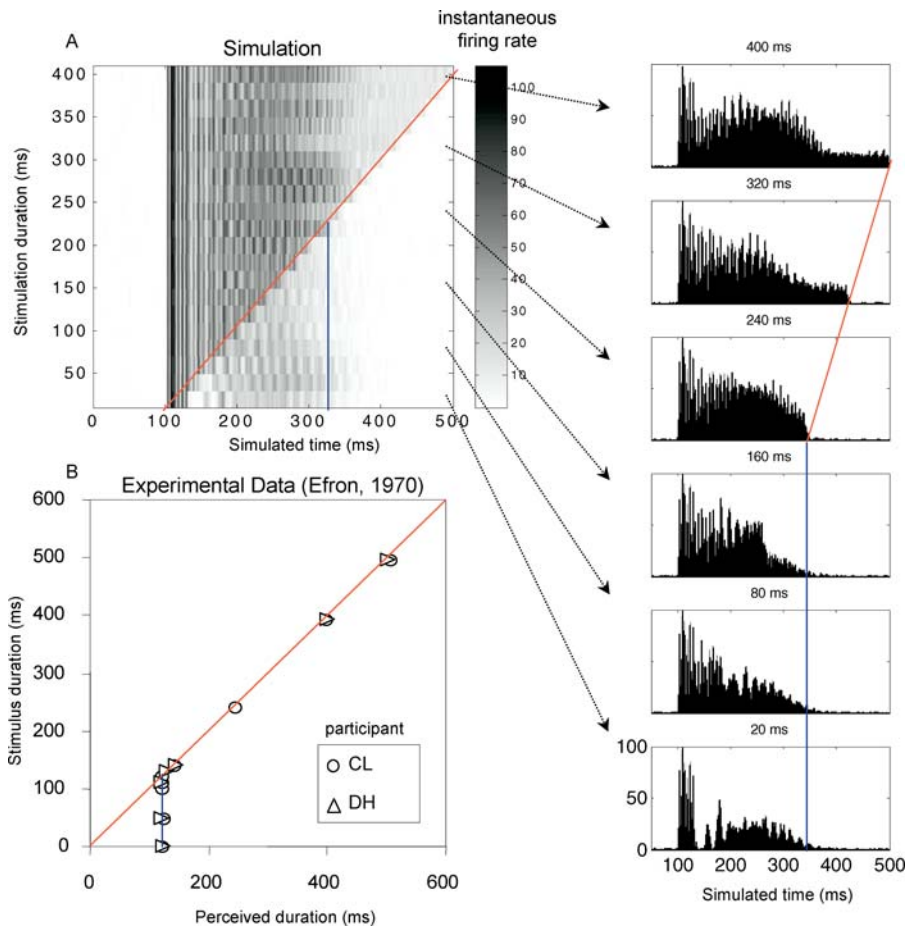 A
Simulation
instantaneous
firing rate
Stimulation duration (ms)
400
350
300
250
200
150
100
50
0
100
200
300
400
500
Simulated time (ms)
100
90
80
70
60
50
40
30
20
10
400 ms
320 ms
240 ms
160 ms
80 ms
20 ms
100
50
0
100
200
300
400
500
Simulated time (ms)
B
Experimental Data (Efron, 1970)
Stimulus duration (ms)
600
500
400
300
200
100
0
0
200
400
600
Perceived duration (ms)
participant
CL
DH